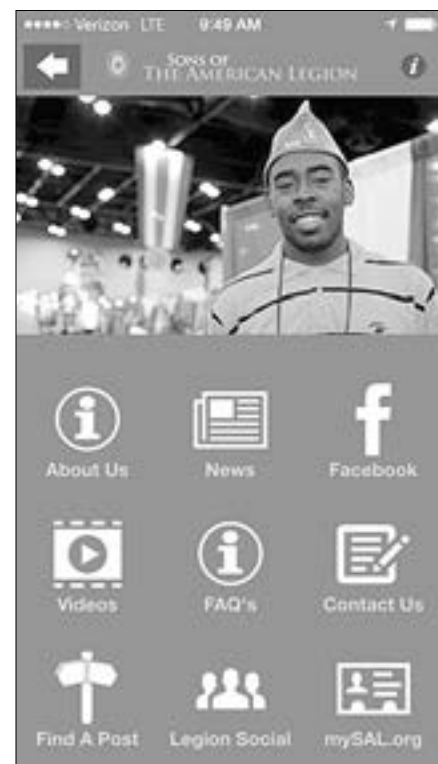 Verizon LTE 9:49 AM
SONS OF
THE AMERICAN LEGION
About Us News Facebook
Videos FAQ's Contact Us
Find A Post Legion Social mySAL.org